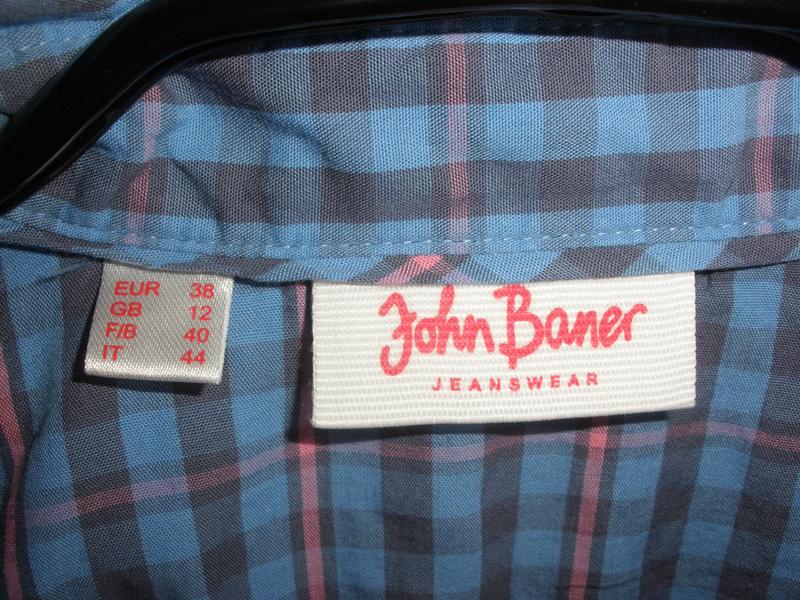 EUR 38
GB 12
F/B 40
IT 44
John Baner
JEANSWEAR